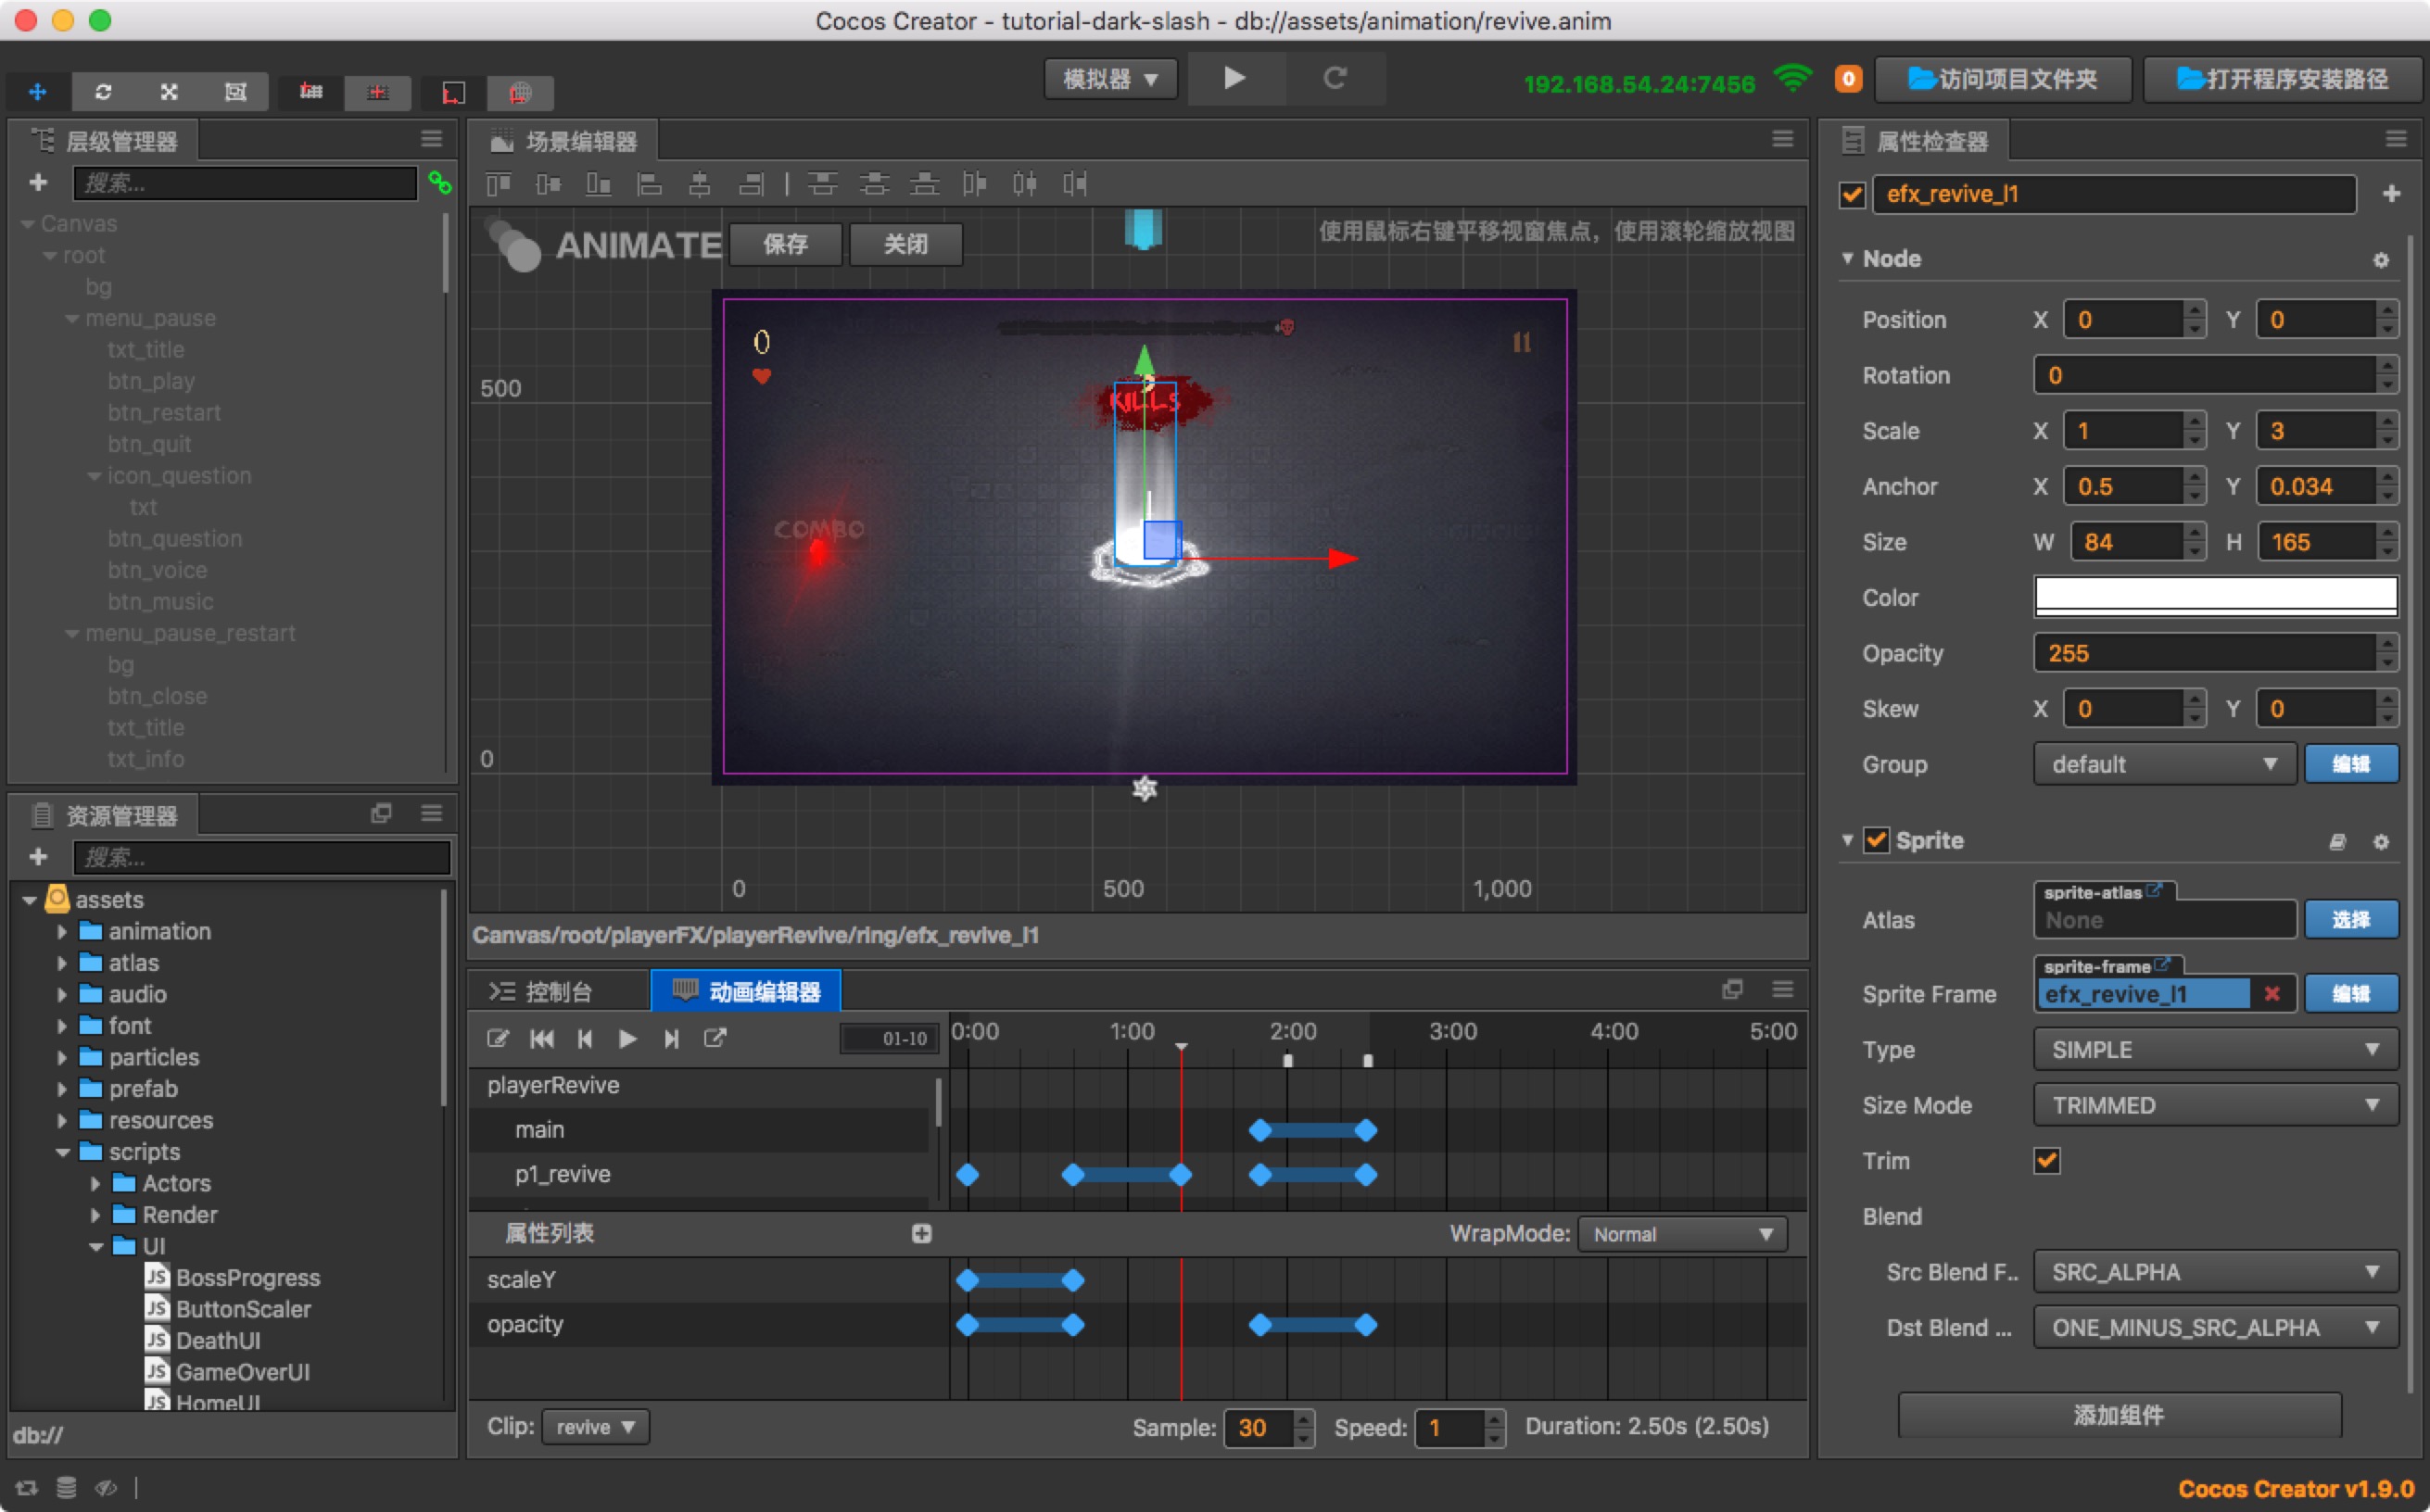 Cocos Creator - tutorial-dark-slash - db://assets/animation/revive.anim
模拟器
192.168.54.24:7456
0
访问项目文件夹
打开程序安装路径
层级管理器
搜索...
Canvas
root
bg
menu_pause
txt_title
btn_play
btn_restart
btn_quit
icon_question
txt
btn_question
btn_voice
btn_music
menu_pause_restart
bg
btn_close
txt_title
txt_info
资源管理器
搜索...
assets
animation
atlas
audio
font
particles
prefab
resources
scripts
Actors
Render
UI
JS BossProgress
JS ButtonScaler
JS DeathUI
JS GameOverUI
JS HomeUI
db://
场景编辑器
ANIMATE
保存
关闭
使用鼠标右键平移视窗焦点，使用滚轮缩放视图
0
KILLS
COMBO
500
0
0
500
1,000
Canvas/root/playerFX/playerRevive/ring/efx_revive_l1
控制台
动画编辑器
01-10
0:00 1:00 2:00 3:00 4:00 5:00
playerRevive
main
p1_revive
属性列表
WrapMode: Normal
scaleY
opacity
Clip: revive
Sample: 30
Speed: 1
Duration: 2.50s (2.50s)
属性检查器
efx_revive_l1
Node
Position X 0 Y 0
Rotation 0
Scale X 1 Y 3
Anchor X 0.5 Y 0.034
Size W 84 H 165
Color
Opacity 255
Skew X 0 Y 0
Group default 编辑
Sprite
sprite-atlas
Atlas None 选择
sprite-frame
Sprite Frame efx_revive_l1 编辑
Type SIMPLE
Size Mode TRIMMED
Trim
Blend
Src Blend F.. SRC_ALPHA
Dst Blend ... ONE_MINUS_SRC_ALPHA
添加组件
Cocos Creator v1.9.0